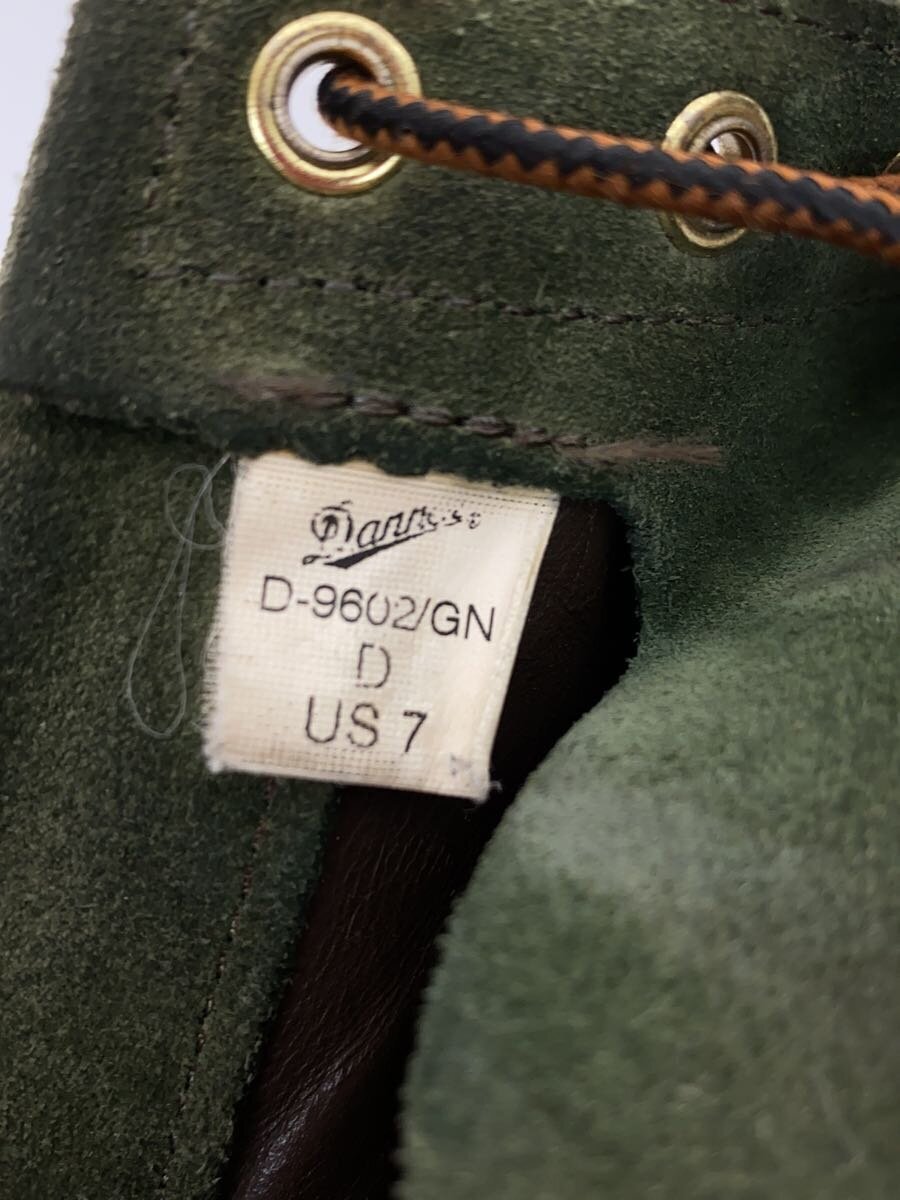 Danner
D-9602/GN
D
US 7